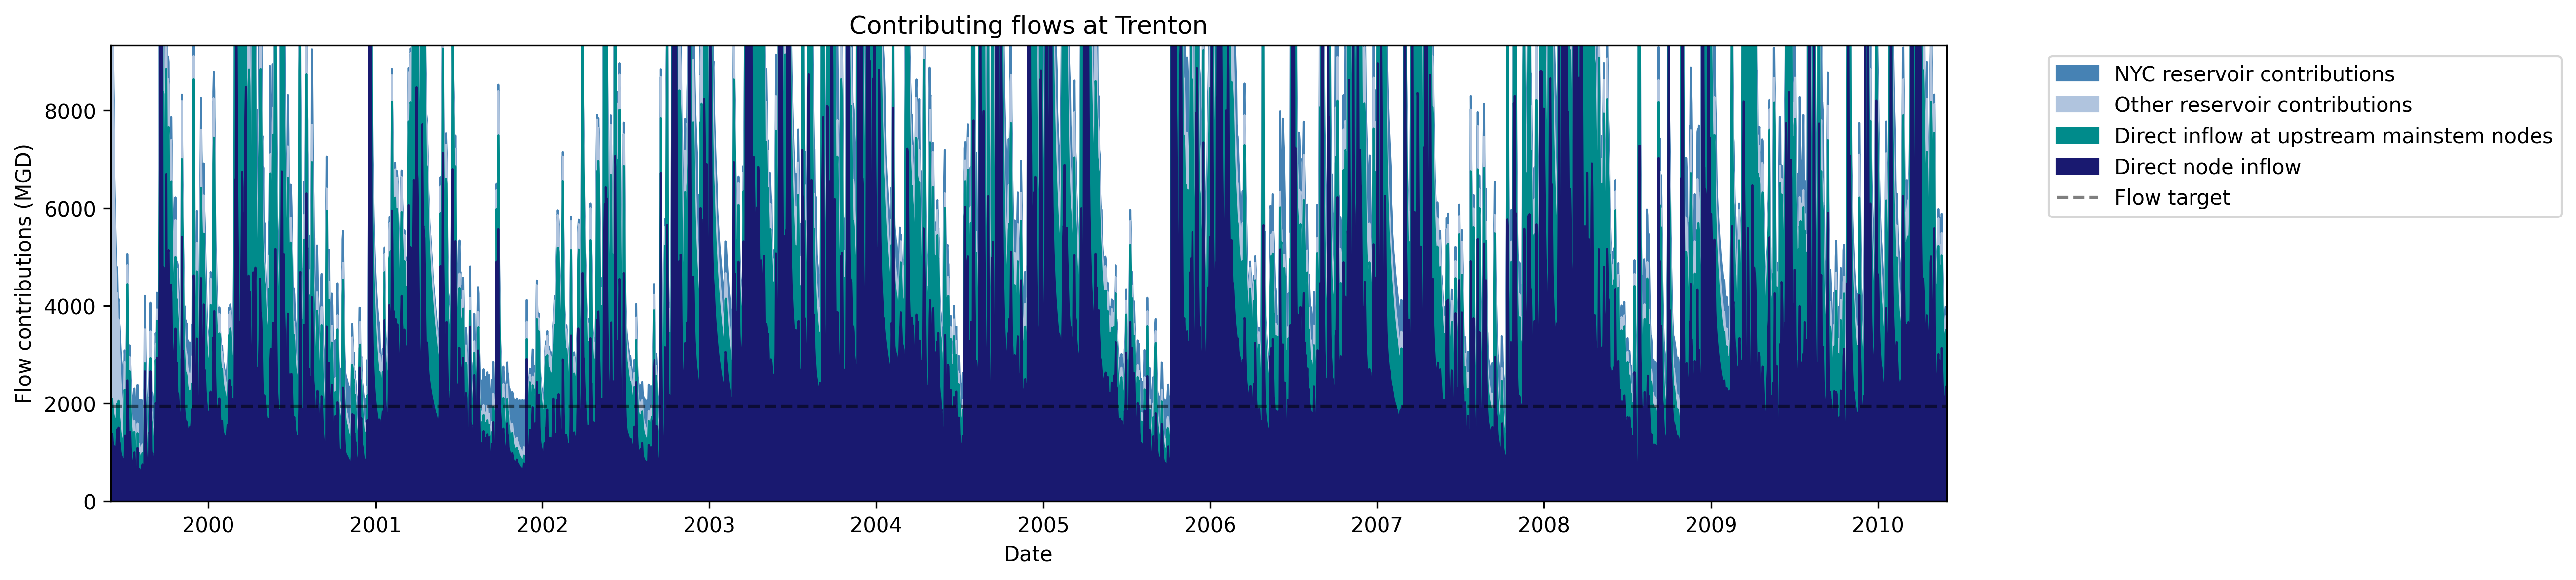 Contributing flows at Trenton
Flow contributions (MGD)
8000
6000
4000
2000
0
2000 2001 2002 2003 2004 2005 2006 2007 2008 2009 2010
Date
NYC reservoir contributions
Other reservoir contributions
Direct inflow at upstream mainstem nodes
Direct node inflow
Flow target